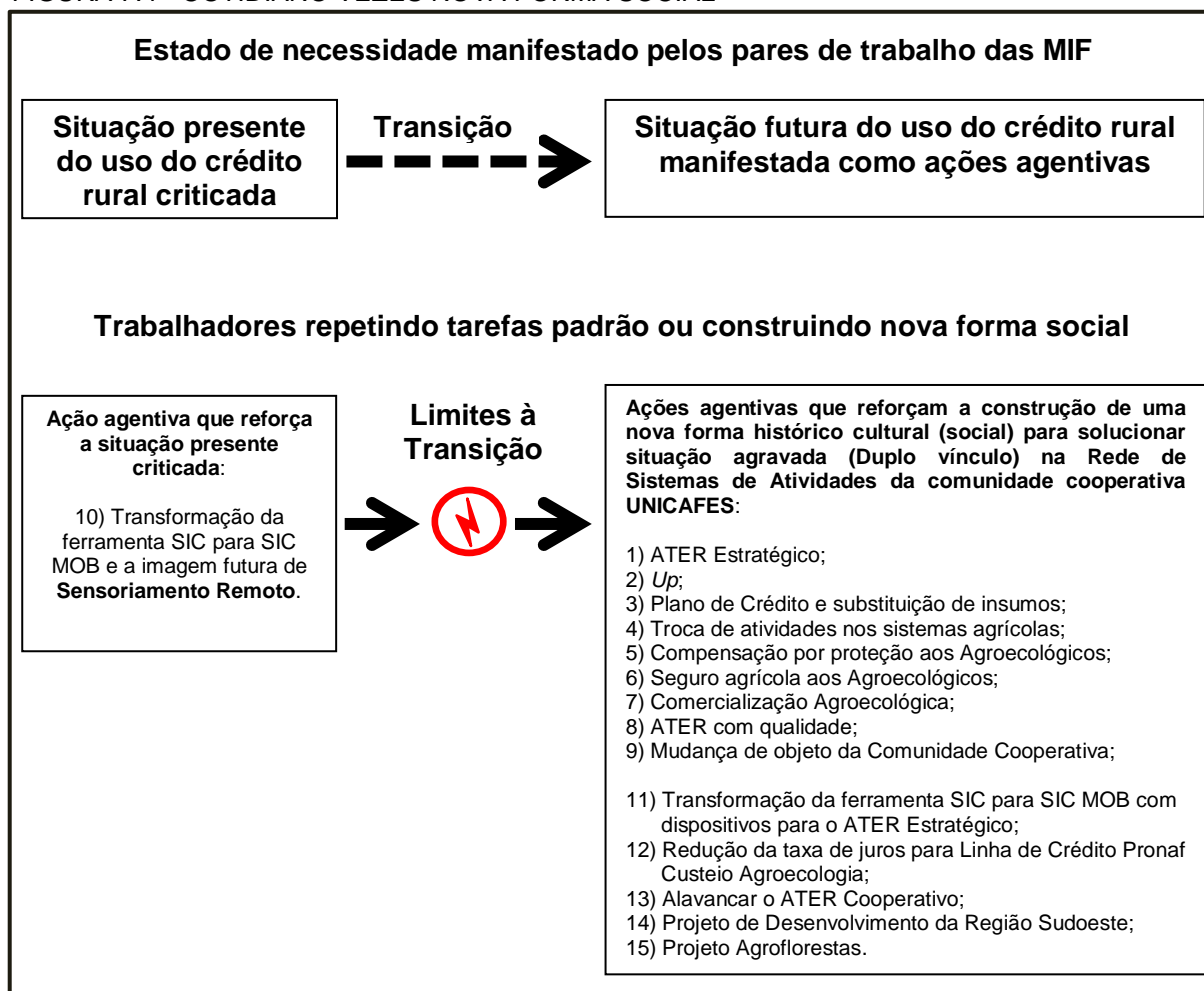 Estado de necessidade manifestado pelos pares de trabalho das MIF
Situação presente
do uso do crédito
rural criticada
Transição
Situação futura do uso do crédito rural
manifestada como ações agentivas
Trabalhadores repetindo tarefas padrão ou construindo nova forma social
Ação agentiva que reforça
a situação presente
criticada:
10) Transformação da
ferramenta SIC para SIC
MOB e a imagem futura de
Sensoriamento Remoto.
Limites à
Transição
Ações agentivas que reforçam a construção de uma
nova forma histórico cultural (social) para solucionar
situação agravada (Duplo vínculo) na Rede de
Sistemas de Atividades da comunidade cooperativa
UNICAFES:
1) ATER Estratégico;
2) Up;
3) Plano de Crédito e substituição de insumos;
4) Troca de atividades nos sistemas agrícolas;
5) Compensação por proteção aos Agroecológicos;
6) Seguro agrícola aos Agroecológicos;
7) Comercialização Agroecológica;
8) ATER com qualidade;
9) Mudança de objeto da Comunidade Cooperativa;
11) Transformação da ferramenta SIC para SIC MOB com
dispositivos para o ATER Estratégico;
12) Redução da taxa de juros para Linha de Crédito Pronaf
Custeio Agroecologia;
13) Alavancar o ATER Cooperativo;
14) Projeto de Desenvolvimento da Região Sudoeste;
15) Projeto Agroflorestas.